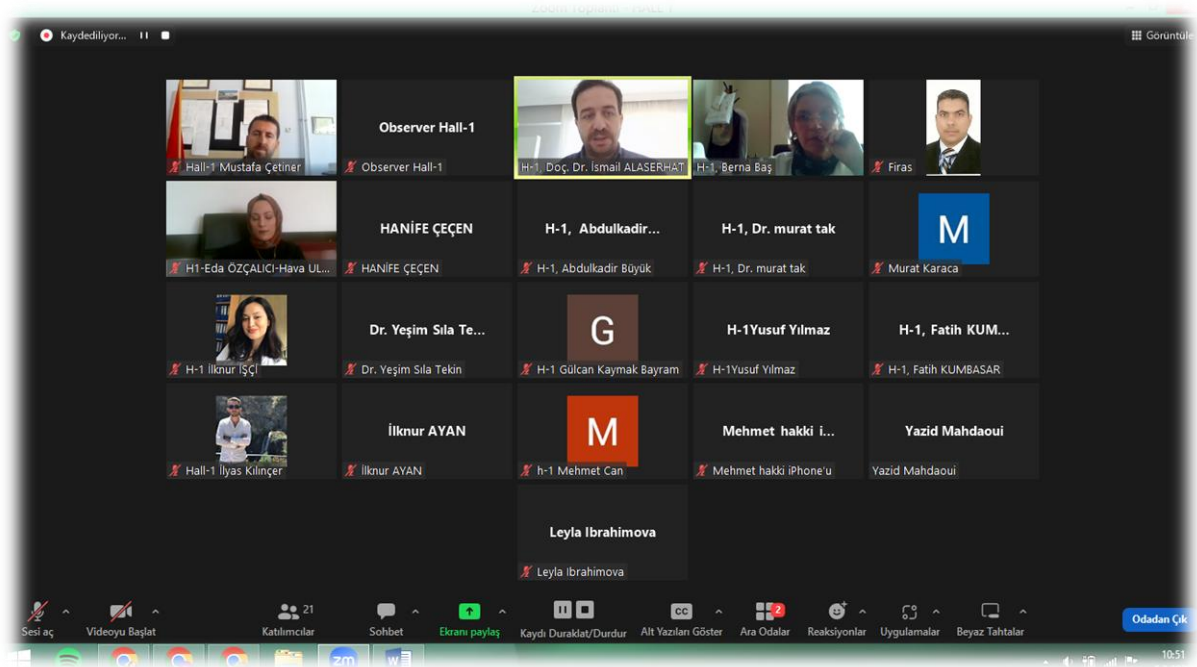 Zoom Toplantı - HALL 1
Kaydediliyor...
Görüntüle
Hall-1 Mustafa Çetiner
Observer Hall-1
Observer Hall-1
H-1, Doç. Dr. İsmail ALASERHAT
H-1, Berna Baş
Firas
H1-Eda ÖZÇALICI-Hava UL...
HANİFE ÇEÇEN
HANİFE ÇEÇEN
H-1, Abdulkadir...
H-1, Abdulkadir Büyük
H-1, Dr. murat tak
H-1, Dr. murat tak
M
Murat Karaca
H-1 İlknur İŞÇİ
Dr. Yeşim Sıla Te...
Dr. Yeşim Sıla Tekin
G
H-1 Gülcan Kaymak Bayram
H-1Yusuf Yılmaz
H-1Yusuf Yılmaz
H-1, Fatih KUM...
H-1, Fatih KUMBASAR
Hall-1 İlyas Kılınçer
İlknur AYAN
İlknur AYAN
M
h-1 Mehmet Can
Mehmet hakki i...
Mehmet hakki iPhone'u
Yazid Mahdaoui
Yazid Mahdaoui
Leyla Ibrahimova
Leyla Ibrahimova
Sesi aç
Videoyu Başlat
21
Katılımcılar
Sohbet
Ekranı paylaş
Kaydı Duraklat/Durdur
CC
Alt Yazıları Göster
2
Ara Odalar
Reaksiyonlar
Uygulamalar
Beyaz Tahtalar
Odadan Çık
zm
W
10:51